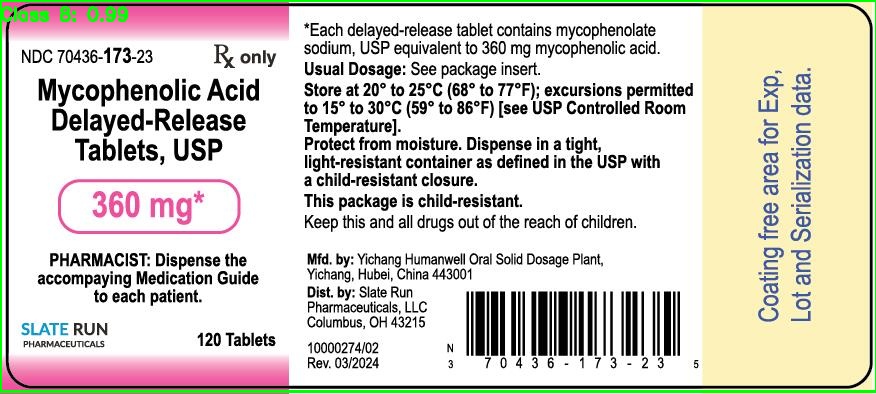 Class 8: 0.99
NDC 70436-173-23
Rx only
Mycophenolic Acid
Delayed-Release
Tablets, USP
360 mg*
PHARMACIST: Dispense the
accompaying Medication Guide
to each patient.
SLATE RUN
PHARMACEUTICALS
120 Tablets
*Each delayed-release tablet contains mycophenolate
sodium, USP equivalent to 360 mg mycophenolic acid.
Usual Dosage: See package insert.
Store at 20° to 25°C (68° to 77°F); excursions permitted
to 15° to 30°C (59° to 86°F) [see USP Controlled Room
Temperature].
Protect from moisture. Dispense in a tight,
light-resistant container as defined in the USP with
a child-resistant closure.
This package is child-resistant.
Keep this and all drugs out of the reach of children.
Mfd. by: Yichang Humanwell Oral Solid Dosage Plant,
Yichang, Hubei, China 443001
Dist. by: Slate Run
Pharmaceuticals, LLC
Columbus, OH 43215
10000274/02
Rev. 03/2024
N
3 70436-173-23 5
Coating free area for Exp,
Lot and Serialization data.